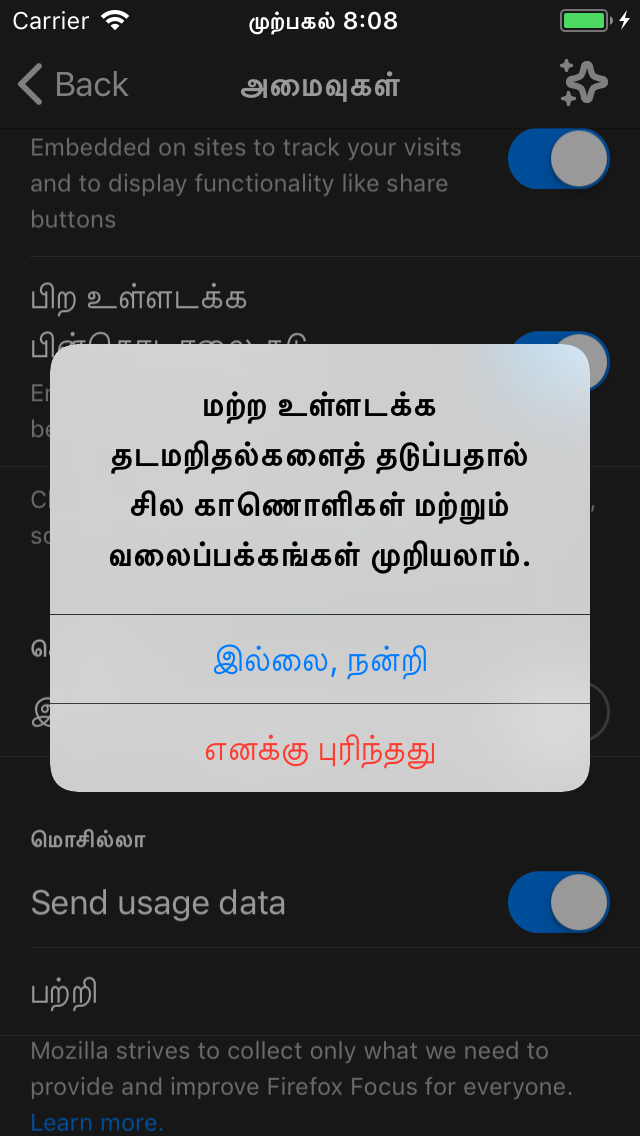 Carrier முற்பகல் 8:08
Back அமைவுகள்
Embedded on sites to track your visits
and to display functionality like share
buttons
பிற உள்ளடக்க
மற்ற உள்ளடக்க
தடமறிதல்களைத் தடுப்பதால்
சில காணொளிகள் மற்றும்
வலைப்பக்கங்கள் முறியலாம்.
இல்லை, நன்றி
எனக்கு புரிந்தது
மொசில்லா
Send usage data
பற்றி
Mozilla strives to collect only what we need to
provide and improve Firefox Focus for everyone.
Learn more.